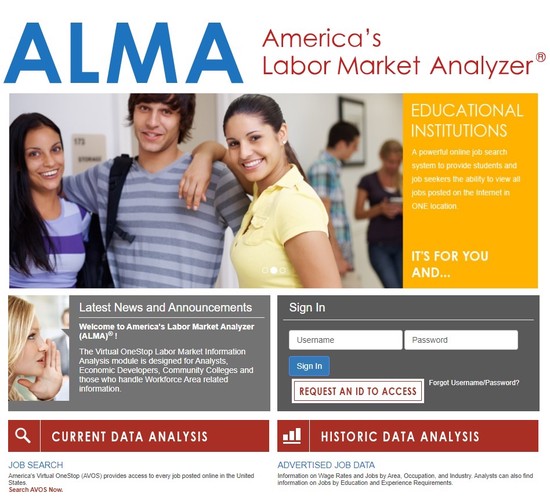 ALMA
America's
Labor Market Analyzer®
EDUCATIONAL
INSTITUTIONS
A powerful online job search
system to provide students and
job seekers the ability to view all
jobs posted on the Internet in
ONE location.
IT'S FOR YOU
AND...
173
STORAGE
Latest News and Announcements
Welcome to America's Labor Market Analyzer
(ALMA)® !
The Virtual OneStop Labor Market Information
Analysis module is designed for Analysts,
Economic Developers, Community Colleges and
those who handle Workforce Area related
information.
Sign In
Username
Password
Sign In
REQUEST AN ID TO ACCESS
Forgot Username/Password?
CURRENT DATA ANALYSIS
JOB SEARCH
America's Virtual OneStop (AVOS) provides access to every job posted online in the United
States.
Search AVOS Now.
HISTORIC DATA ANALYSIS
ADVERTISED JOB DATA
Information on Wage Rates and Jobs by Area, Occupation, and Industry. Analysts can also find
information on Jobs by Education and Experience Requirements.